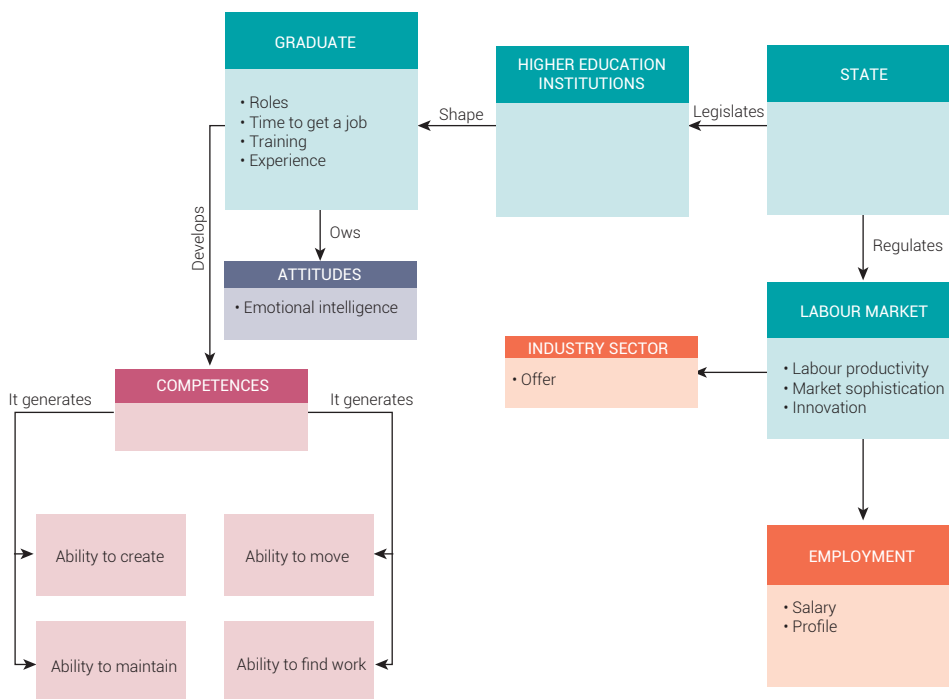 GRADUATE
• Roles
• Time to get a job
• Training
• Experience
Shape
HIGHER EDUCATION
INSTITUTIONS
Legislates
STATE
Develops
Ows
Regulates
ATTITUDES
• Emotional intelligence
LABOUR MARKET
• Labour productivity
• Market sophistication
• Innovation
INDUSTRY SECTOR
• Offer
COMPETENCES
It generates
It generates
Ability to create
Ability to move
Ability to maintain
Ability to find work
EMPLOYMENT
• Salary
• Profile